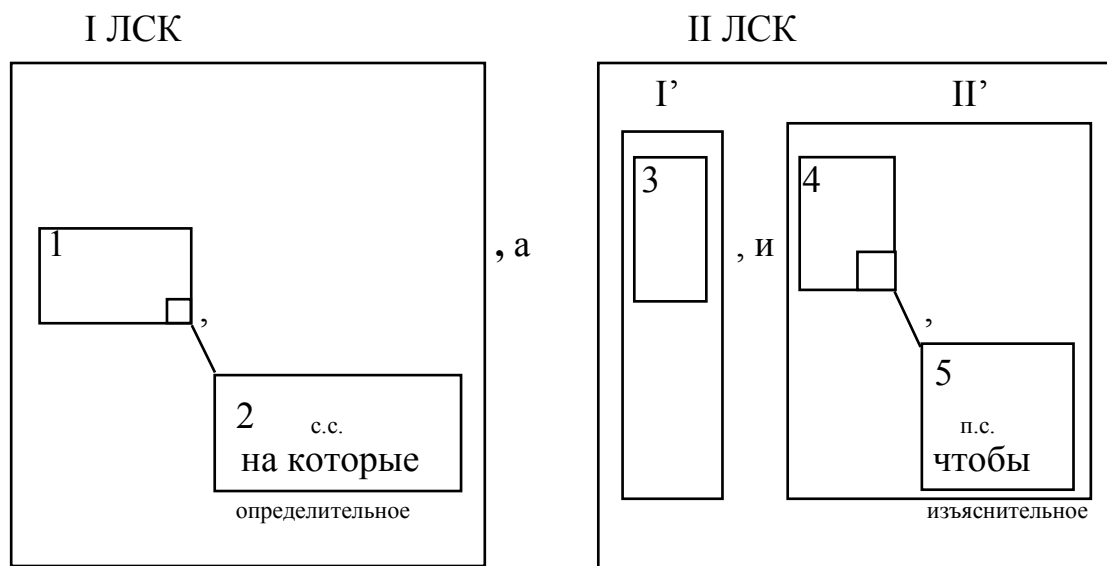 I ЛСК
II ЛСК
I’
II’
1
,
2 с.с.
на которые
определительное
, а
3
, и
4
,
5
п.с.
чтобы
изъяснительное